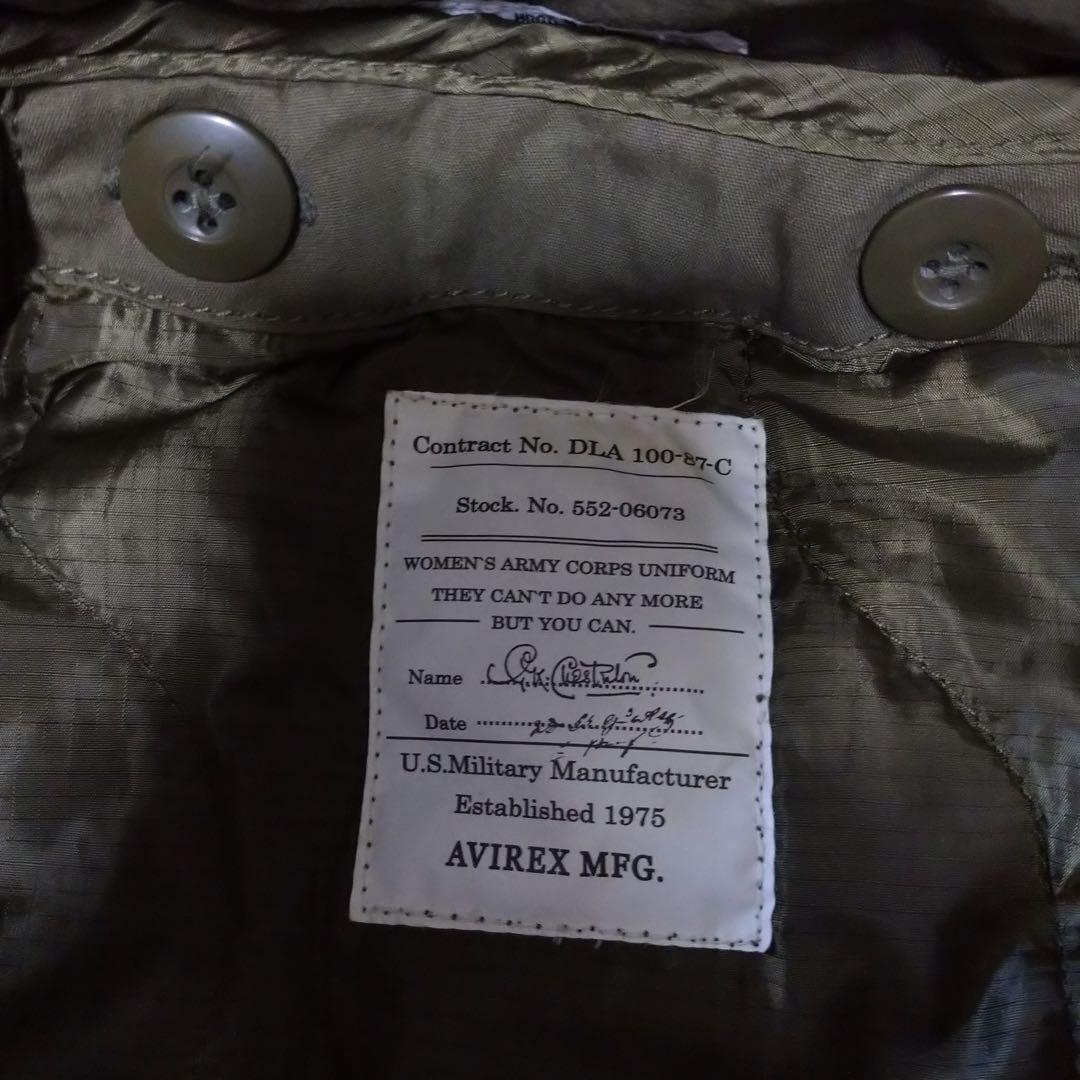 Contract No. DLA 100-87-C
Stock. No. 552-06073
WOMEN`S ARMY CORPS UNIFORM
THEY CAN`T DO ANY MORE
BUT YOU CAN.
Name G.K. Chesterton
Date
U.S.Military Manufacturer
Established 1975
AVIREX MFG.